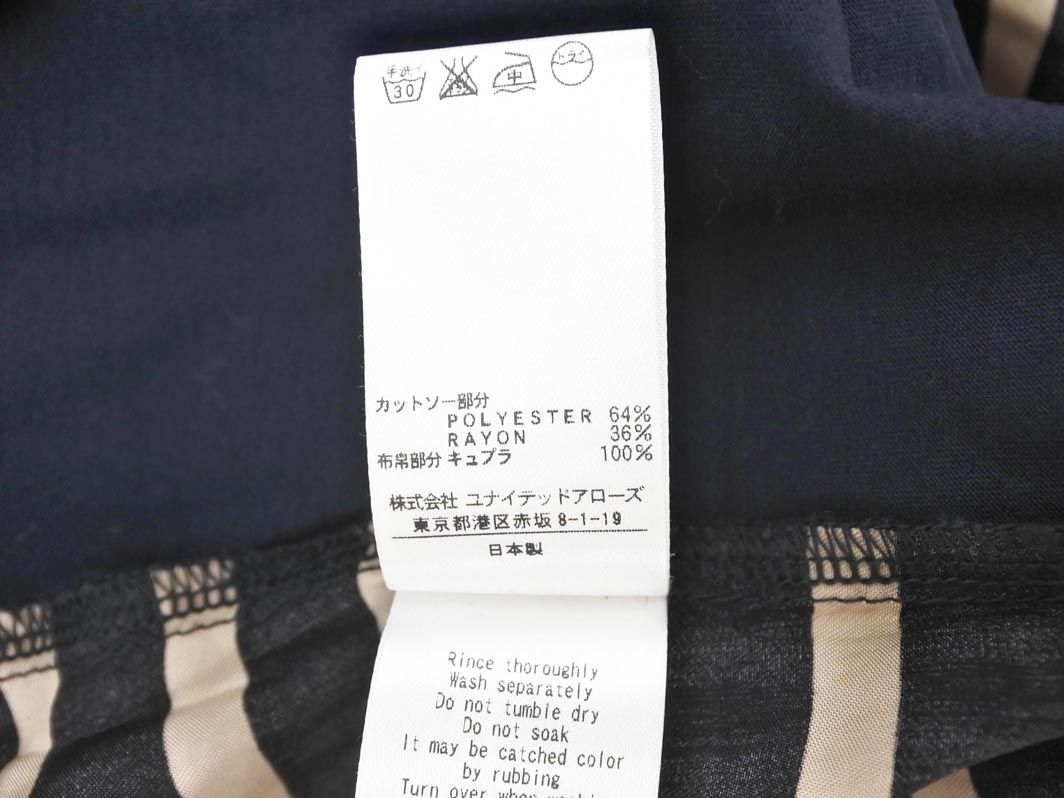 手洗イ 30 中 ドライ
カットソー部分
POLYESTER 64%
RAYON 36%
布帛部分 キュプラ 100%
株式会社 ユナイテッドアローズ
東京都港区赤坂8-1-19
日本製
Rince thoroughly
Wash separately
Do not tumble dry
Do not soak
It may be catched color
by rubbing
Turn over when